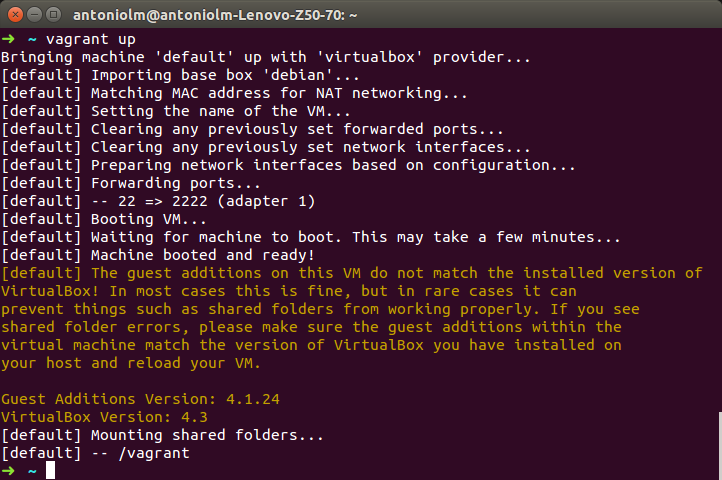 antoniolm@antoniolm-Lenovo-Z50-70: ~
➜ ~ vagrant up
Bringing machine 'default' up with 'virtualbox' provider...
[default] Importing base box 'debian'...
[default] Matching MAC address for NAT networking...
[default] Setting the name of the VM...
[default] Clearing any previously set forwarded ports...
[default] Clearing any previously set network interfaces...
[default] Preparing network interfaces based on configuration...
[default] Forwarding ports...
[default] -- 22 => 2222 (adapter 1)
[default] Booting VM...
[default] Waiting for machine to boot. This may take a few minutes...
[default] Machine booted and ready!
[default] The guest additions on this VM do not match the installed version of
VirtualBox! In most cases this is fine, but in rare cases it can
prevent things such as shared folders from working properly. If you see
shared folder errors, please make sure the guest additions within the
virtual machine match the version of VirtualBox you have installed on
your host and reload your VM.
Guest Additions Version: 4.1.24
VirtualBox Version: 4.3
[default] Mounting shared folders...
[default] -- /vagrant
➜ ~